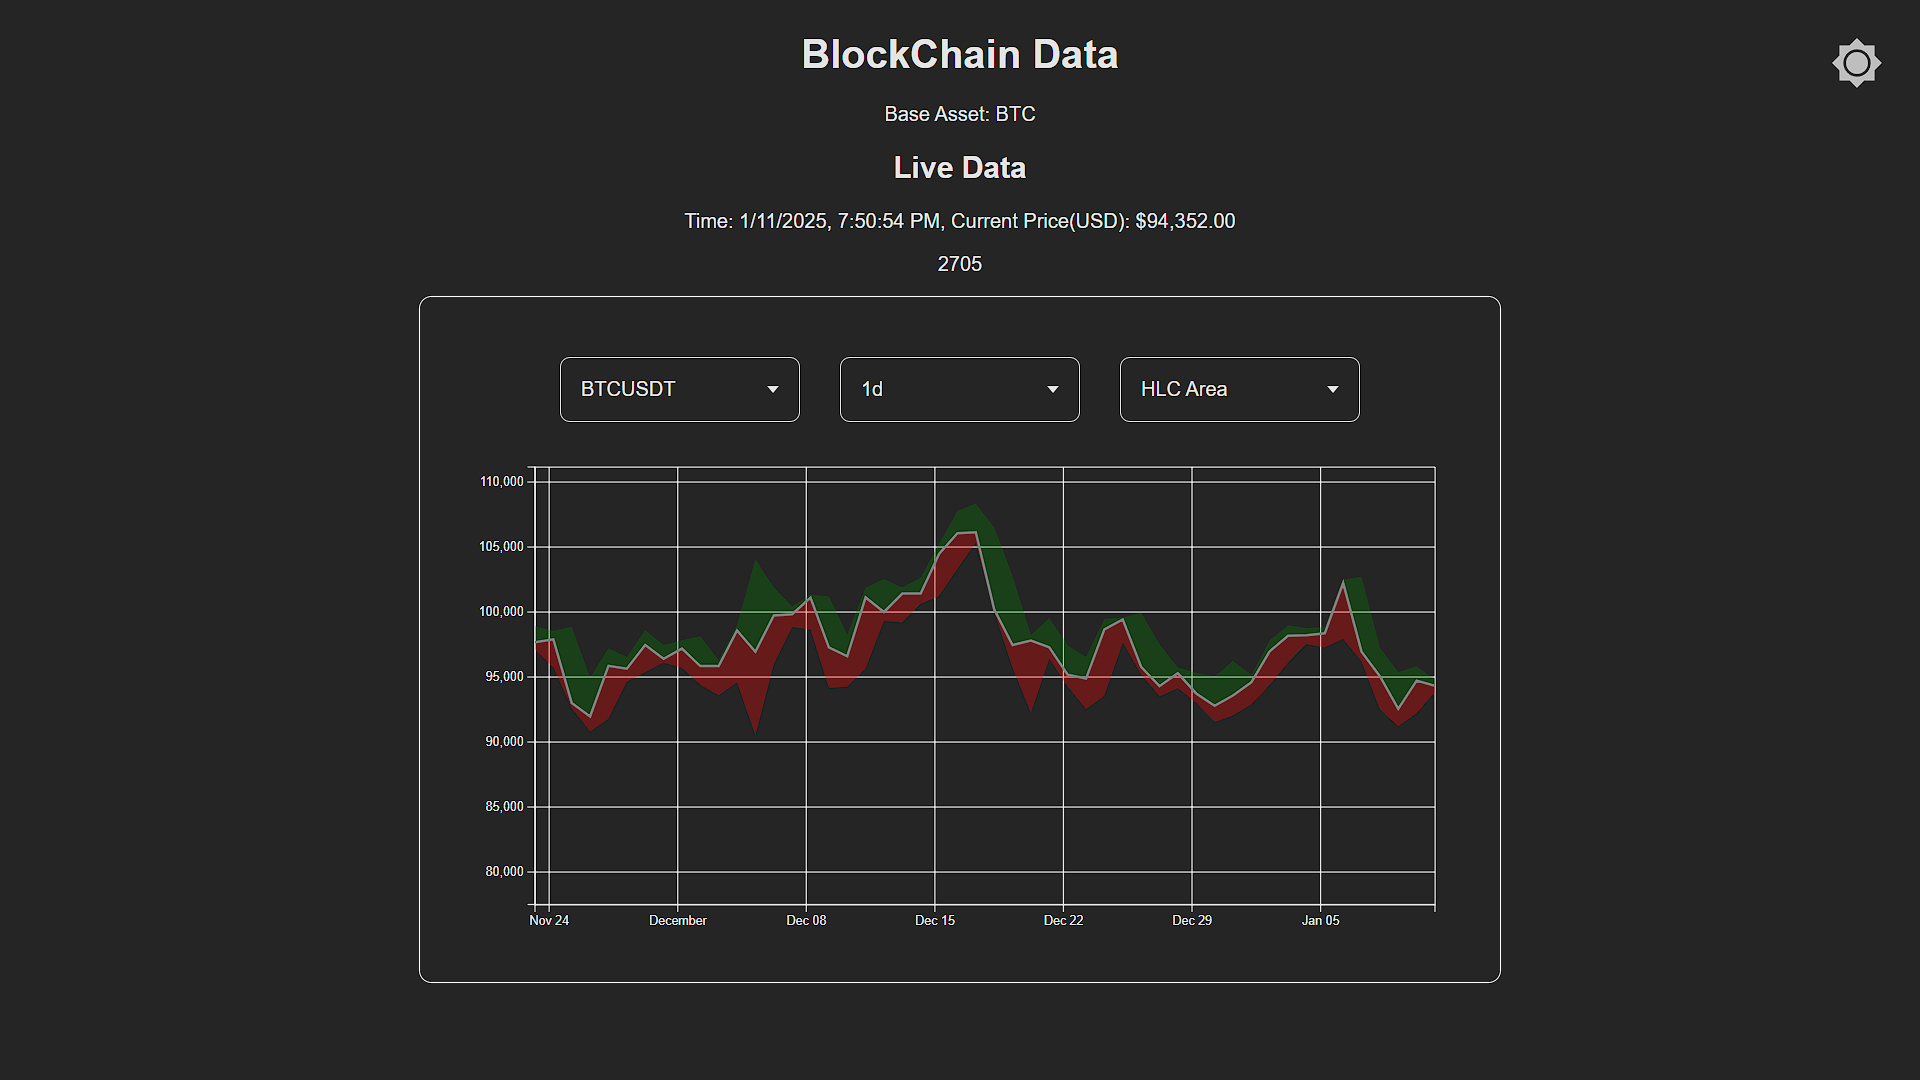 BlockChain Data
Base Asset: BTC
Live Data
Time: 1/11/2025, 7:50:54 PM, Current Price(USD): $94,352.00
2705
BTCUSDT
1d
HLC Area
110,000
105,000
100,000
95,000
90,000
85,000
80,000
Nov 24 December Dec 08 Dec 15 Dec 22 Dec 29 Jan 05